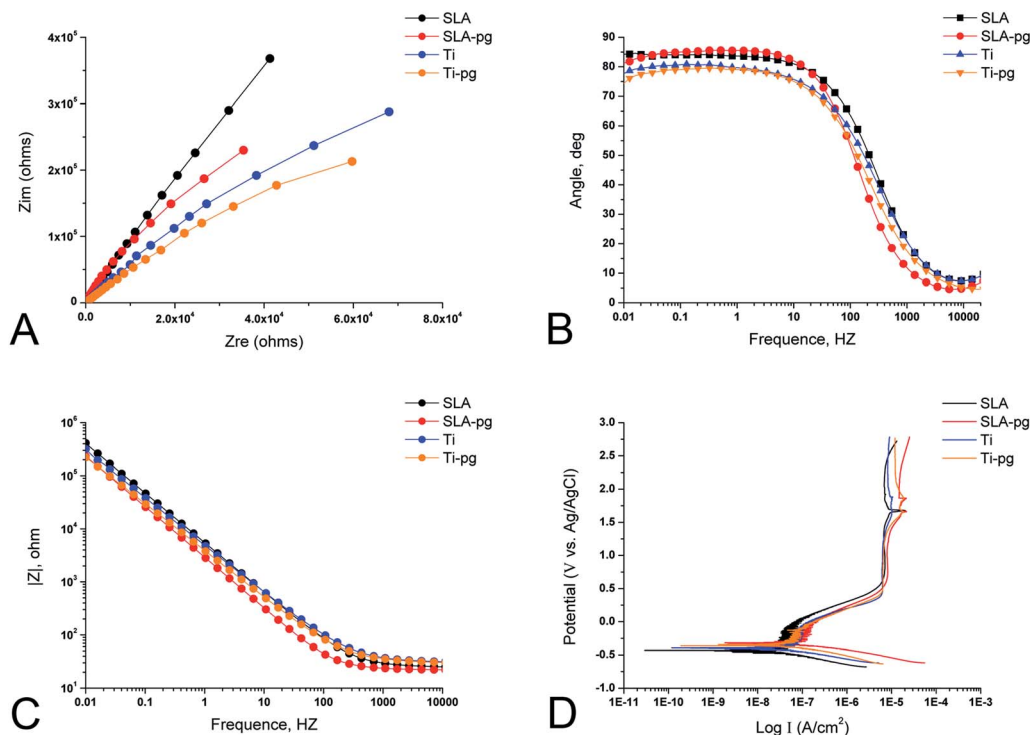 SLA
SLA-pg
Ti
Ti-pg
4x10⁵
3x10⁵
2x10⁵
1x10⁵
0
Zim (ohms)
0.0 2.0x10⁴ 4.0x10⁴ 6.0x10⁴ 8.0x10⁴
Zre (ohms)
A
SLA
SLA-pg
Ti
Ti-pg
90
80
70
60
50
40
30
20
10
0
Angle, deg
0.01 0.1 1 10 100 1000 10000
Frequence, HZ
B
SLA
SLA-pg
Ti
Ti-pg
10⁶
10⁵
10⁴
10³
10²
10¹
|Z|, ohm
0.01 0.1 1 10 100 1000 10000
Frequence, HZ
C
SLA
SLA-pg
Ti
Ti-pg
3.0
2.5
1.5
0.5
0.0
-0.5
-1.0
Potential (V vs. Ag/AgCl)
1E-11 1E-10 1E-9 1E-8 1E-7 1E-6 1E-5 1E-4 1E-3
Log I (A/cm²)
D